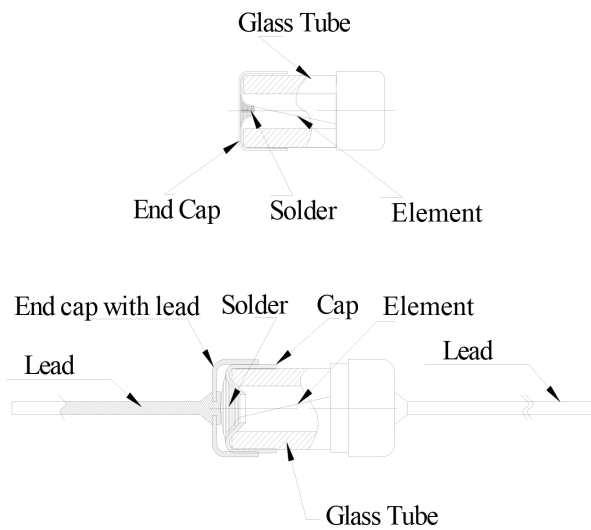 Glass Tube
End Cap
Solder
Element
End cap with lead
Solder
Cap
Element
Lead
Lead
Glass Tube